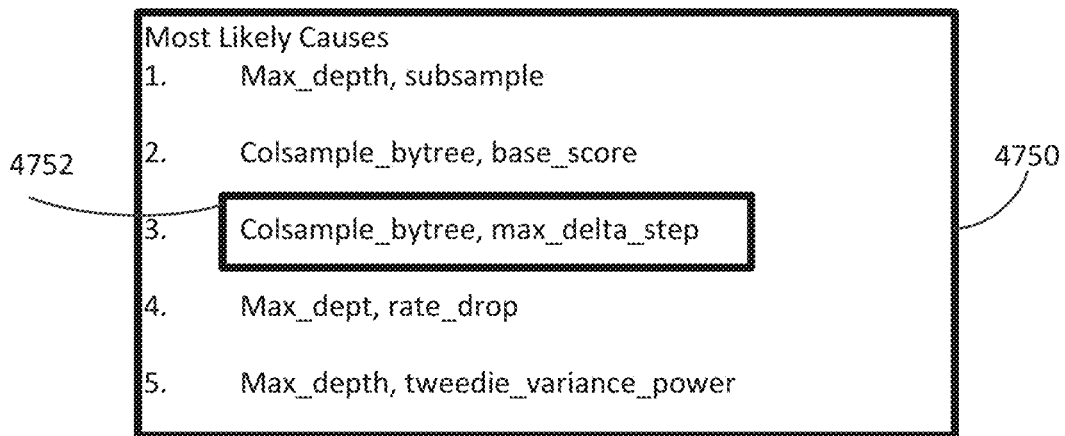 Most Likely Causes
1. Max_depth, subsample
2. Colsample_bytree, base_score
4752
4750
3. Colsample_bytree, max_delta_step
4. Max_dept, rate_drop
5. Max_depth, tweedie_variance_power